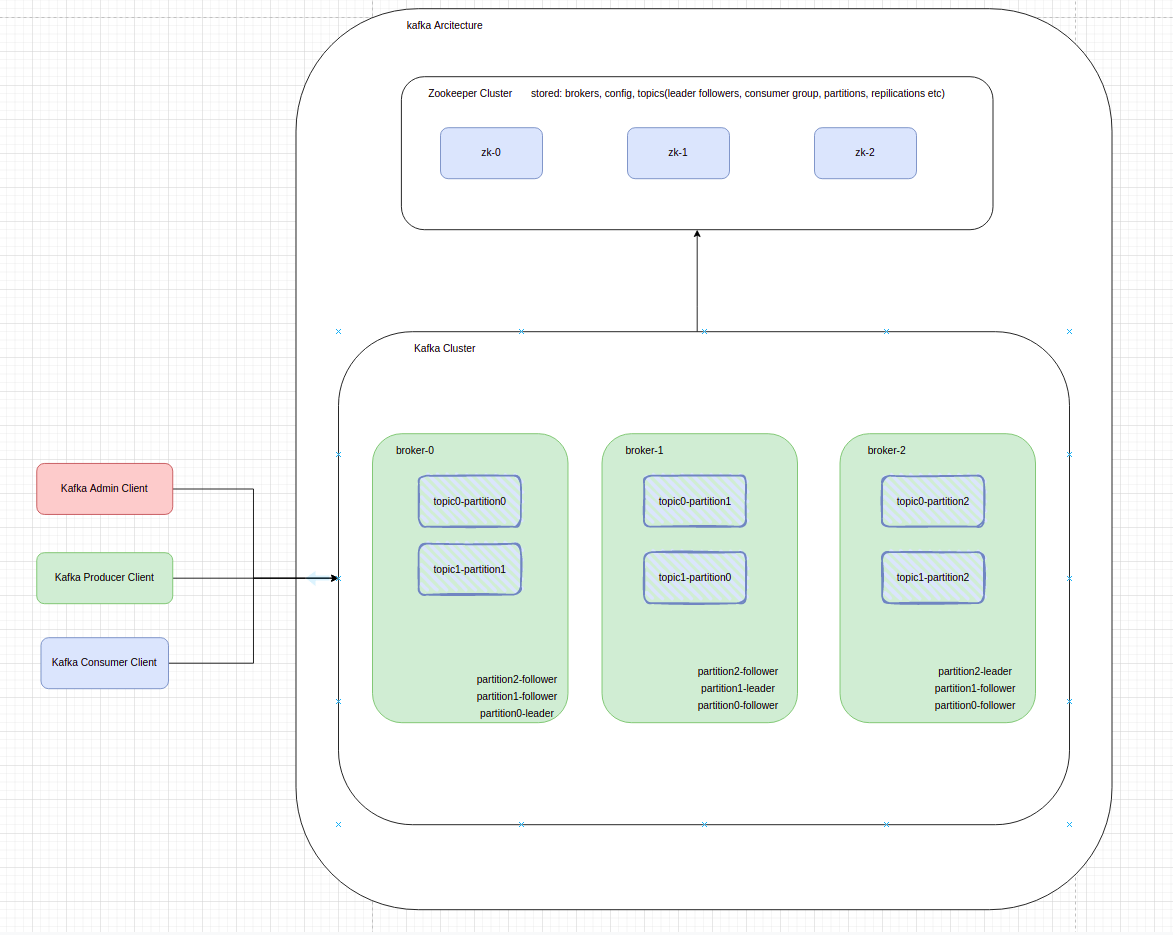 kafka Arcitecture
Zookeeper Cluster stored: brokers, config, topics(leader followers, consumer group, partitions, repilications etc)
zk-0
zk-1
zk-2
Kafka Cluster
Kafka Admin Client
Kafka Producer Client
Kafka Consumer Client
broker-0
topic0-partition0
topic1-partition1
partition2-follower
partition1-follower
partition0-leader
broker-1
topic0-partition1
topic1-partition0
partition2-follower
partition1-leader
partition0-follower
broker-2
topic0-partition2
topic1-partition2
partition2-leader
partition1-follower
partition0-follower